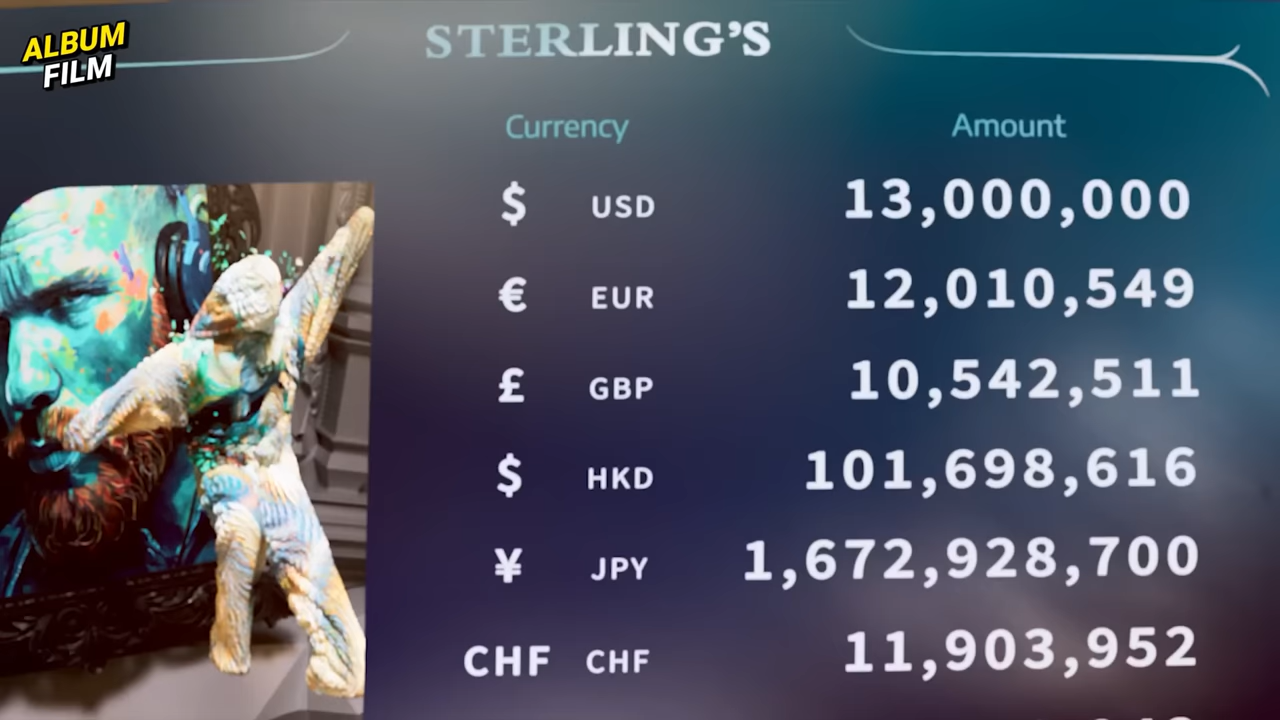 ALBUM
FILM
STERLING'S
Currency Amount
$ USD 13,000,000
€ EUR 12,010,549
£ GBP 10,542,511
$ HKD 101,698,616
¥ JPY 1,672,928,700
CHF CHF 11,903,952